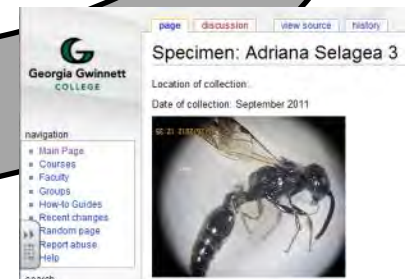 page discussion view source history
Georgia Gwinnett
COLLEGE
Specimen: Adriana Selagea 3
Location of collection:
Date of collection: September 2011
navigation
Main Page
Courses
Faculty
Groups
How-to Guides
Recent changes
Random page
Report abuse
Help
search